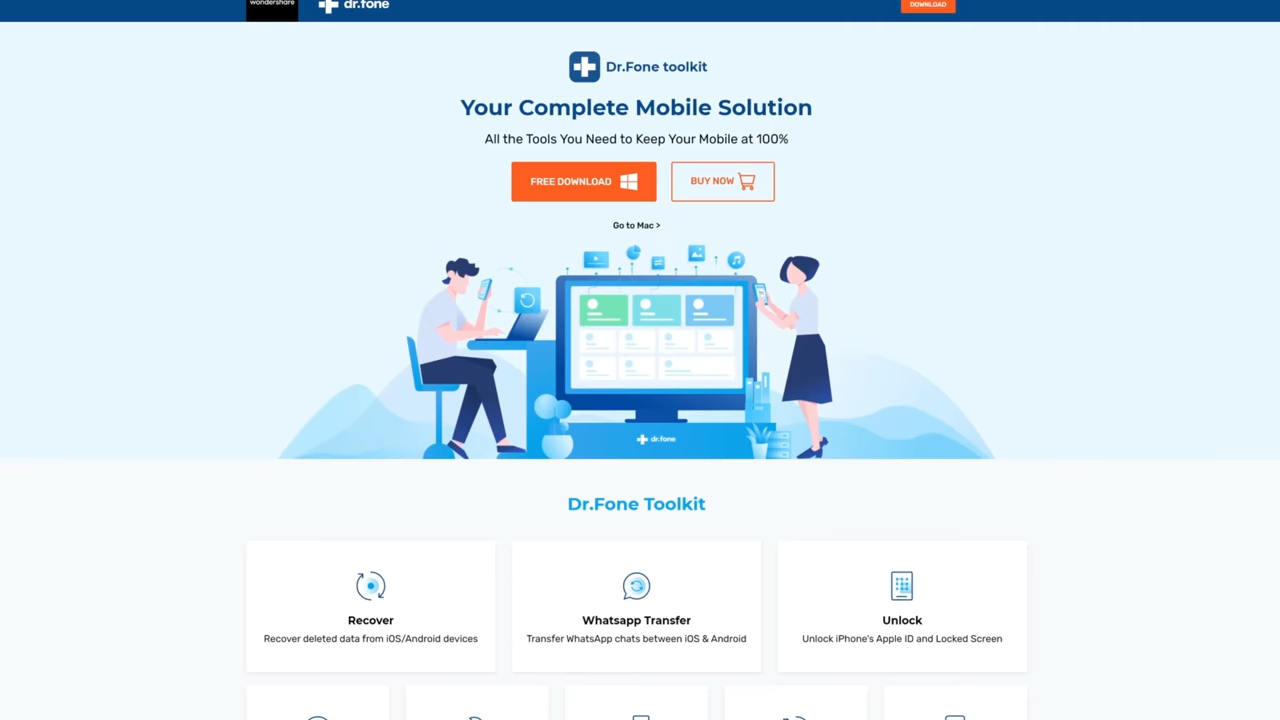 wondershare
dr.fone
DOWNLOAD
Dr.Fone toolkit
Your Complete Mobile Solution
All the Tools You Need to Keep Your Mobile at 100%
FREE DOWNLOAD
BUY NOW
Go to Mac >
dr.fone
Dr.Fone Toolkit
Recover
Recover deleted data from iOS/Android devices
Whatsapp Transfer
Transfer WhatsApp chats between iOS & Android
Unlock
Unlock iPhone's Apple ID and Locked Screen